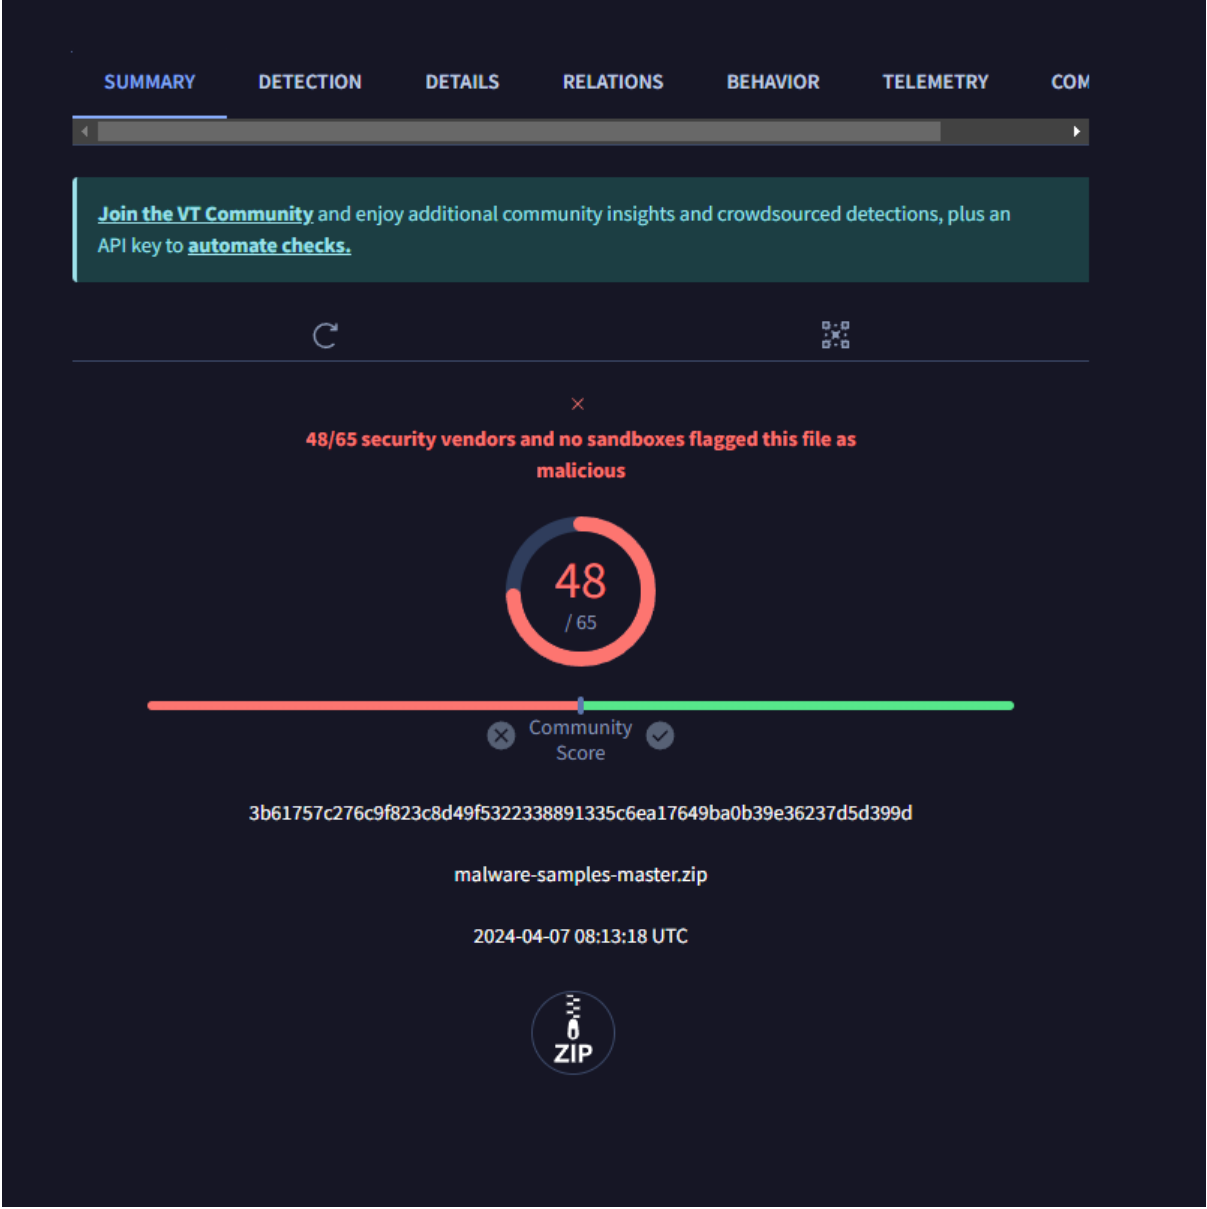 SUMMARY DETECTION DETAILS RELATIONS BEHAVIOR TELEMETRY COM
Join the VT Community and enjoy additional community insights and crowdsourced detections, plus an
API key to automate checks.
48/65 security vendors and no sandboxes flagged this file as
malicious
48
/ 65
Community
Score
3b61757c276c9f823c8d49f5322338891335c6ea17649ba0b39e36237d5d399d
malware-samples-master.zip
2024-04-07 08:13:18 UTC
ZIP